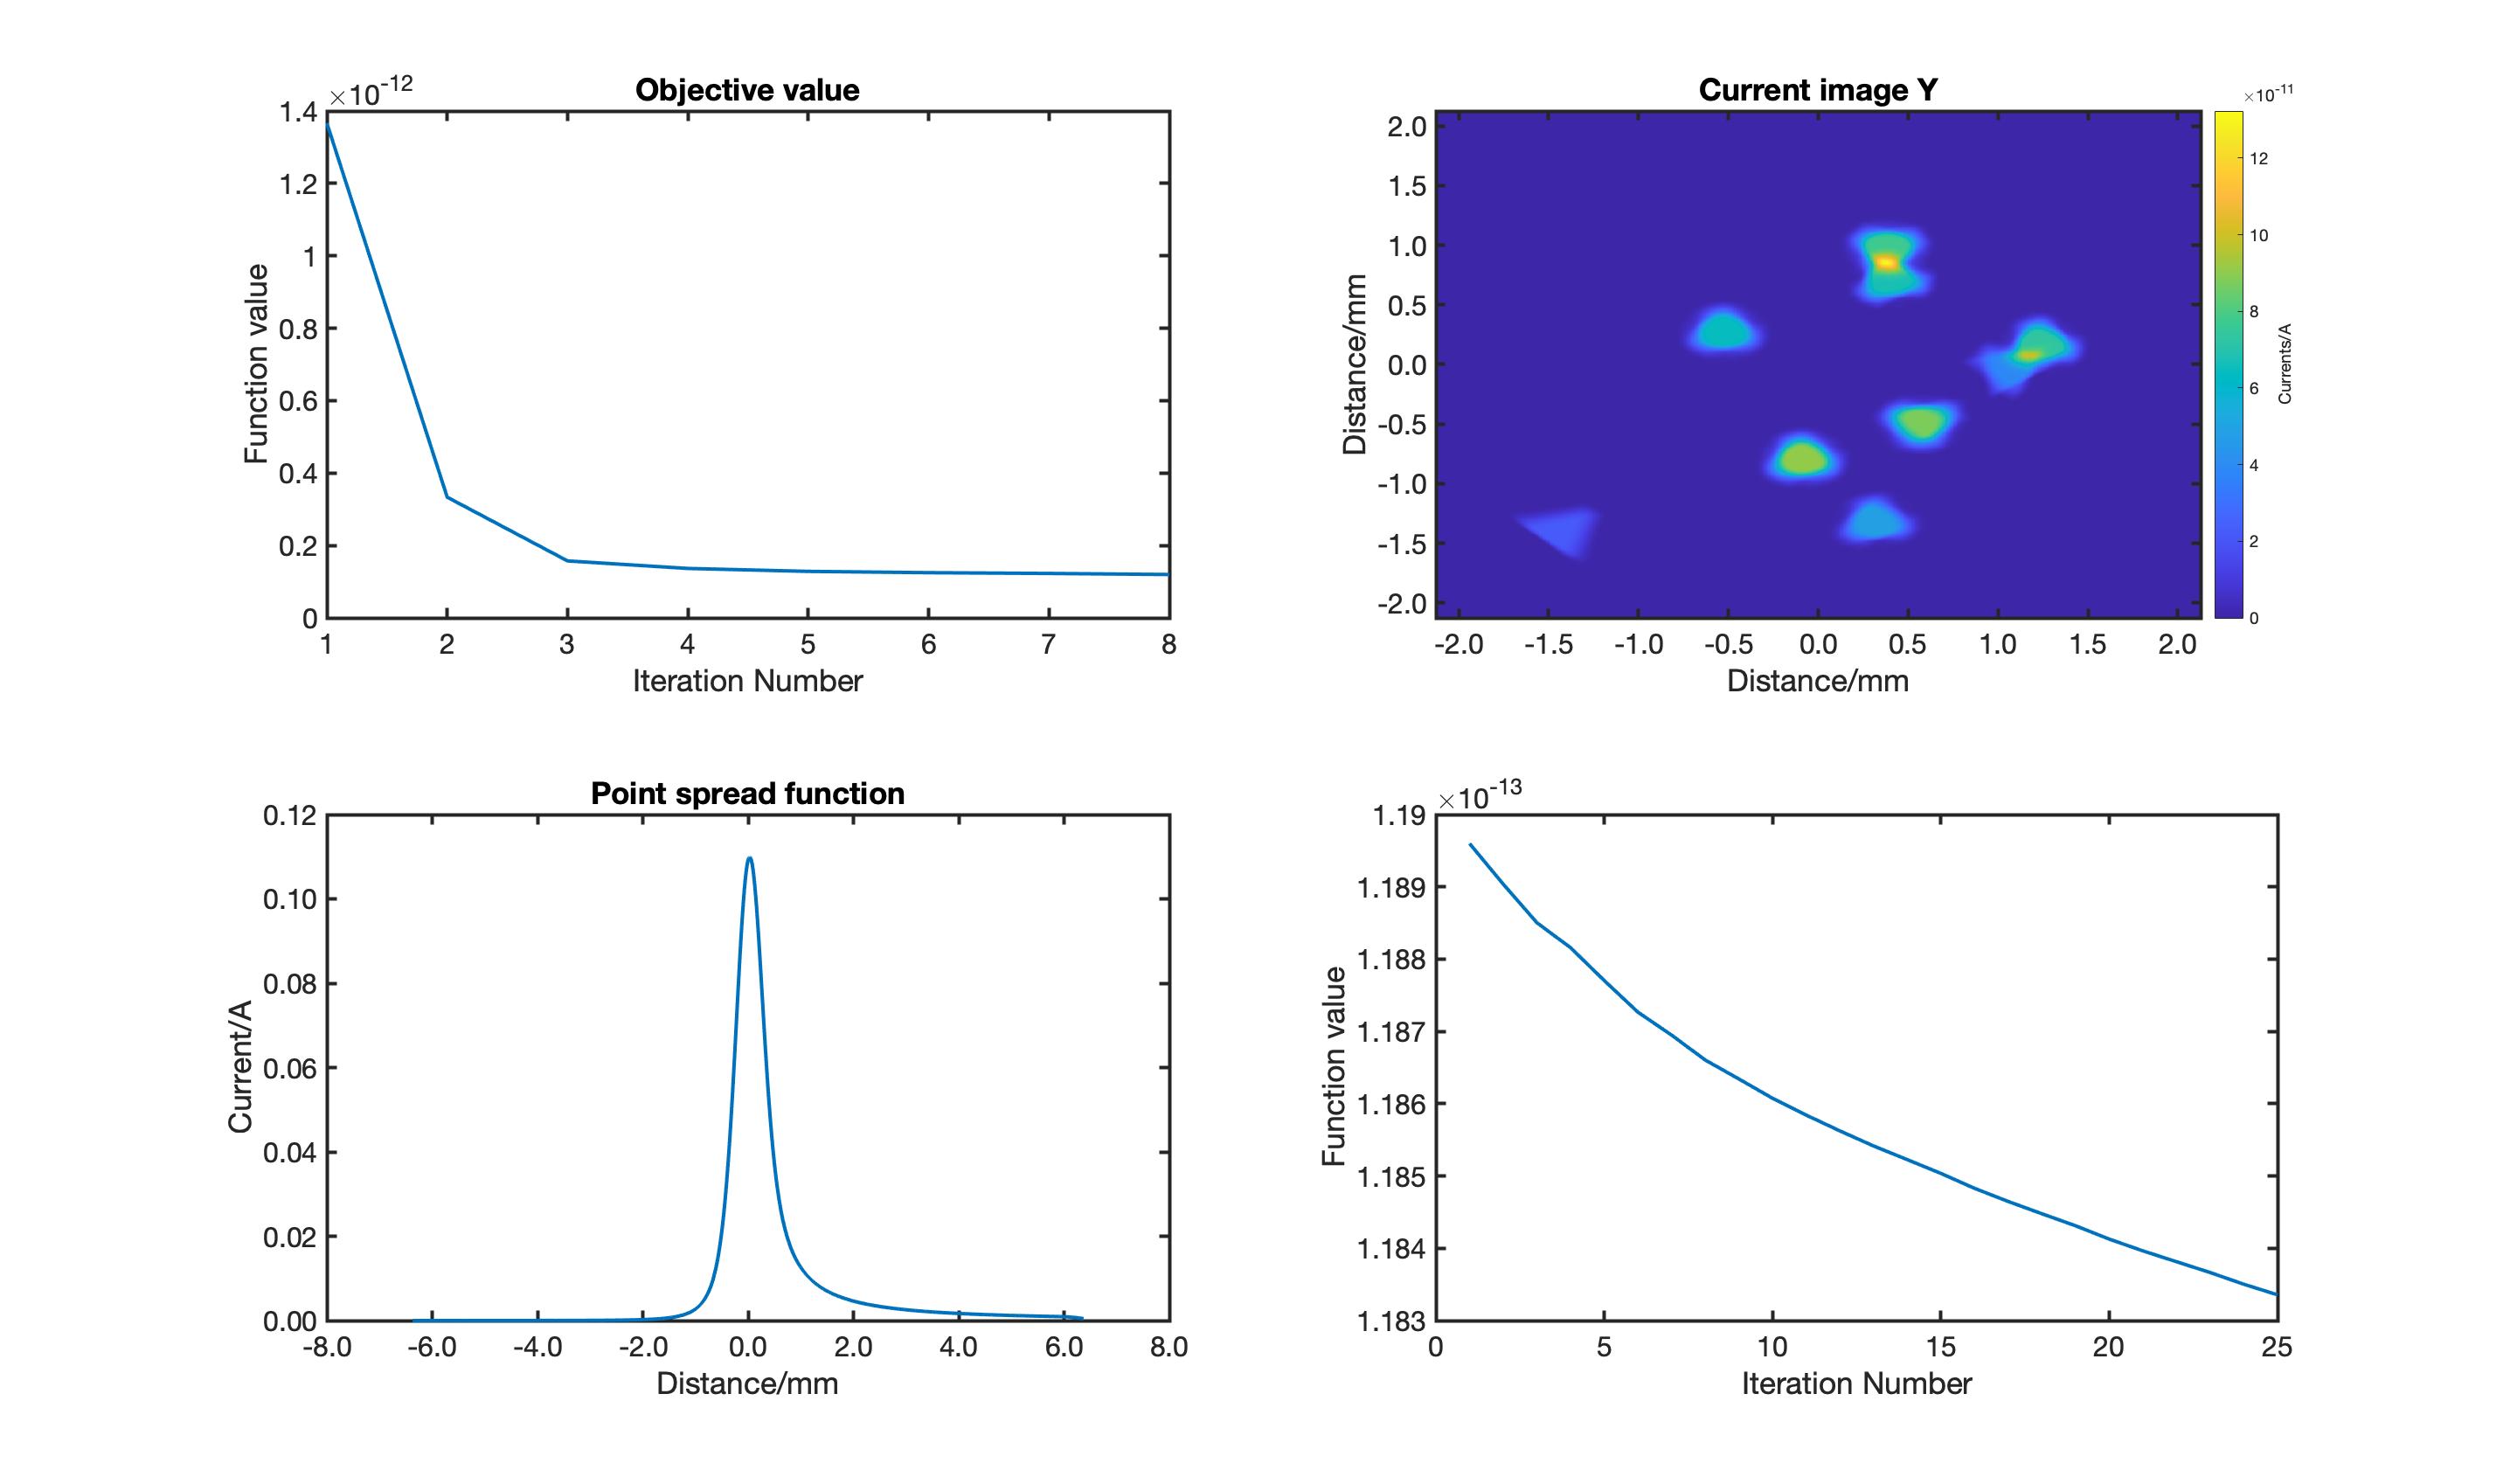 Objective value
×10-12
1.4
1.2
1
0.8
0.6
0.4
0.2
0
Function value
1 2 3 4 5 6 7 8
Iteration Number
Current image Y
2.0
1.5
1.0
0.5
0.0
-0.5
-1.0
-1.5
-2.0
Distance/mm
-2.0 -1.5 -1.0 -0.5 0.0 0.5 1.0 1.5 2.0
Distance/mm
×10-11
12
10
8
6
4
2
0
Currents/A
Point spread function
0.12
0.10
0.08
0.06
0.04
0.02
0.00
Current/A
-8.0 -6.0 -4.0 -2.0 0.0 2.0 4.0 6.0 8.0
Distance/mm
×10-13
1.19
1.189
1.188
1.187
1.186
1.185
1.184
1.183
Function value
0 5 10 15 20 25
Iteration Number